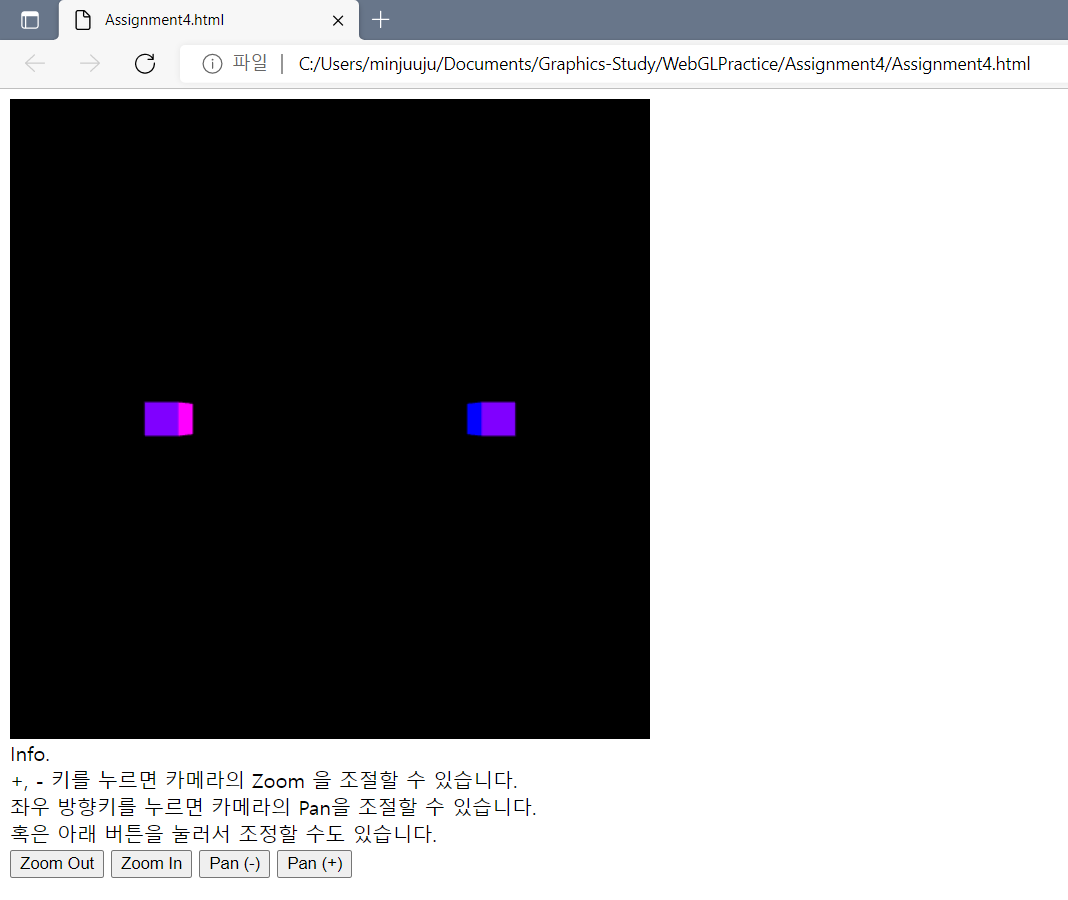 Assignment4.html
파일 | C:/Users/minjuuju/Documents/Graphics-Study/WebGLPractice/Assignment4/Assignment4.html
Info.
+, - 키를 누르면 카메라의 Zoom 을 조절할 수 있습니다.
좌우 방향키를 누르면 카메라의 Pan을 조절할 수 있습니다.
혹은 아래 버튼을 눌러서 조정할 수도 있습니다.
Zoom Out Zoom In Pan (-) Pan (+)